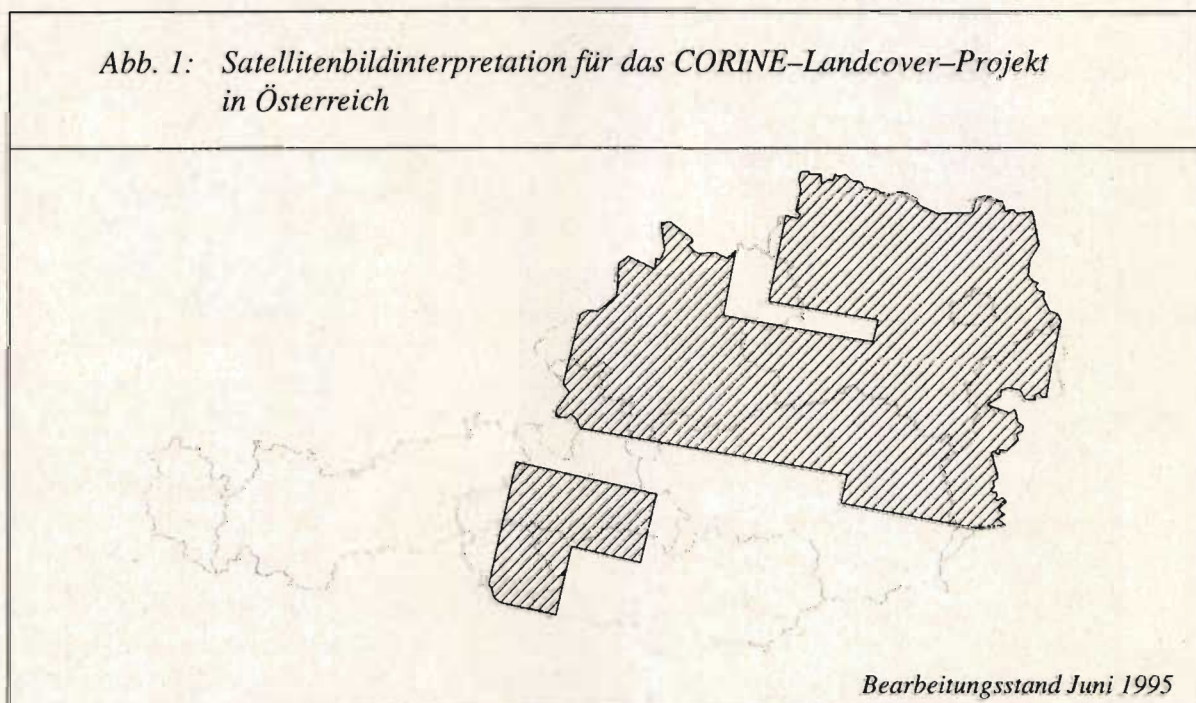 Abb. 1: Satellitenbildinterpretation für das CORINE–Landcover–Projekt
in Österreich
Bearbeitungsstand Juni 1995